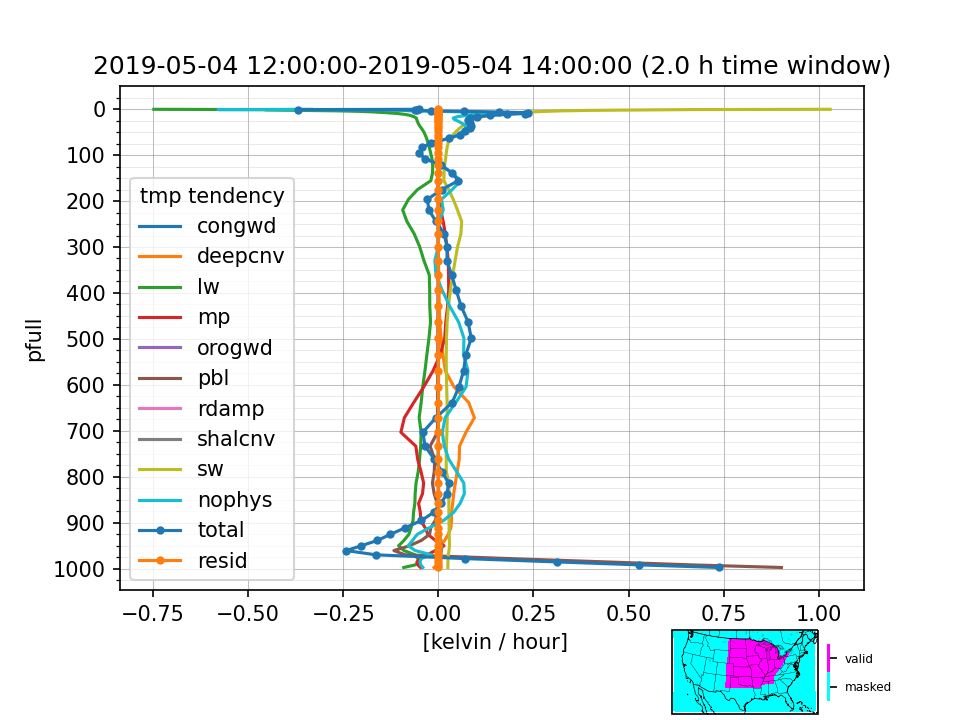 2019-05-04 12:00:00-2019-05-04 14:00:00 (2.0 h time window)
pfull
0
100
200
300
400
500
600
700
800
900
1000
tmp tendency
congwd
deepcnv
lw
mp
orogwd
pbl
rdamp
shalcnv
sw
nophys
total
resid
−0.75 −0.50 −0.25 0.00 0.25 0.50 0.75 1.00
[kelvin / hour]
valid
masked